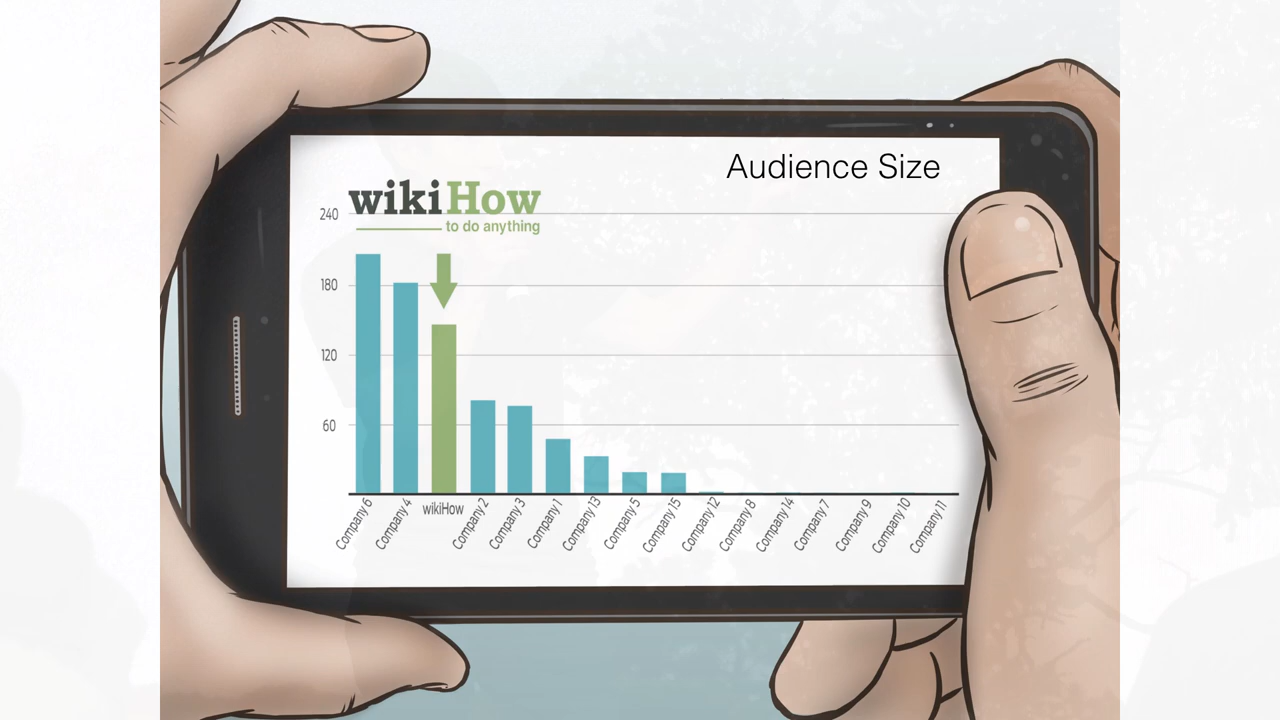 Audience Size
wikiHow
to do anything
240
180
120
60
Company 6
Company 4
wikiHow
Company 2
Company 3
Company 1
Company 13
Company 5
Company 15
Company 12
Company 8
Company 14
Company 7
Company 9
Company 10
Company 11